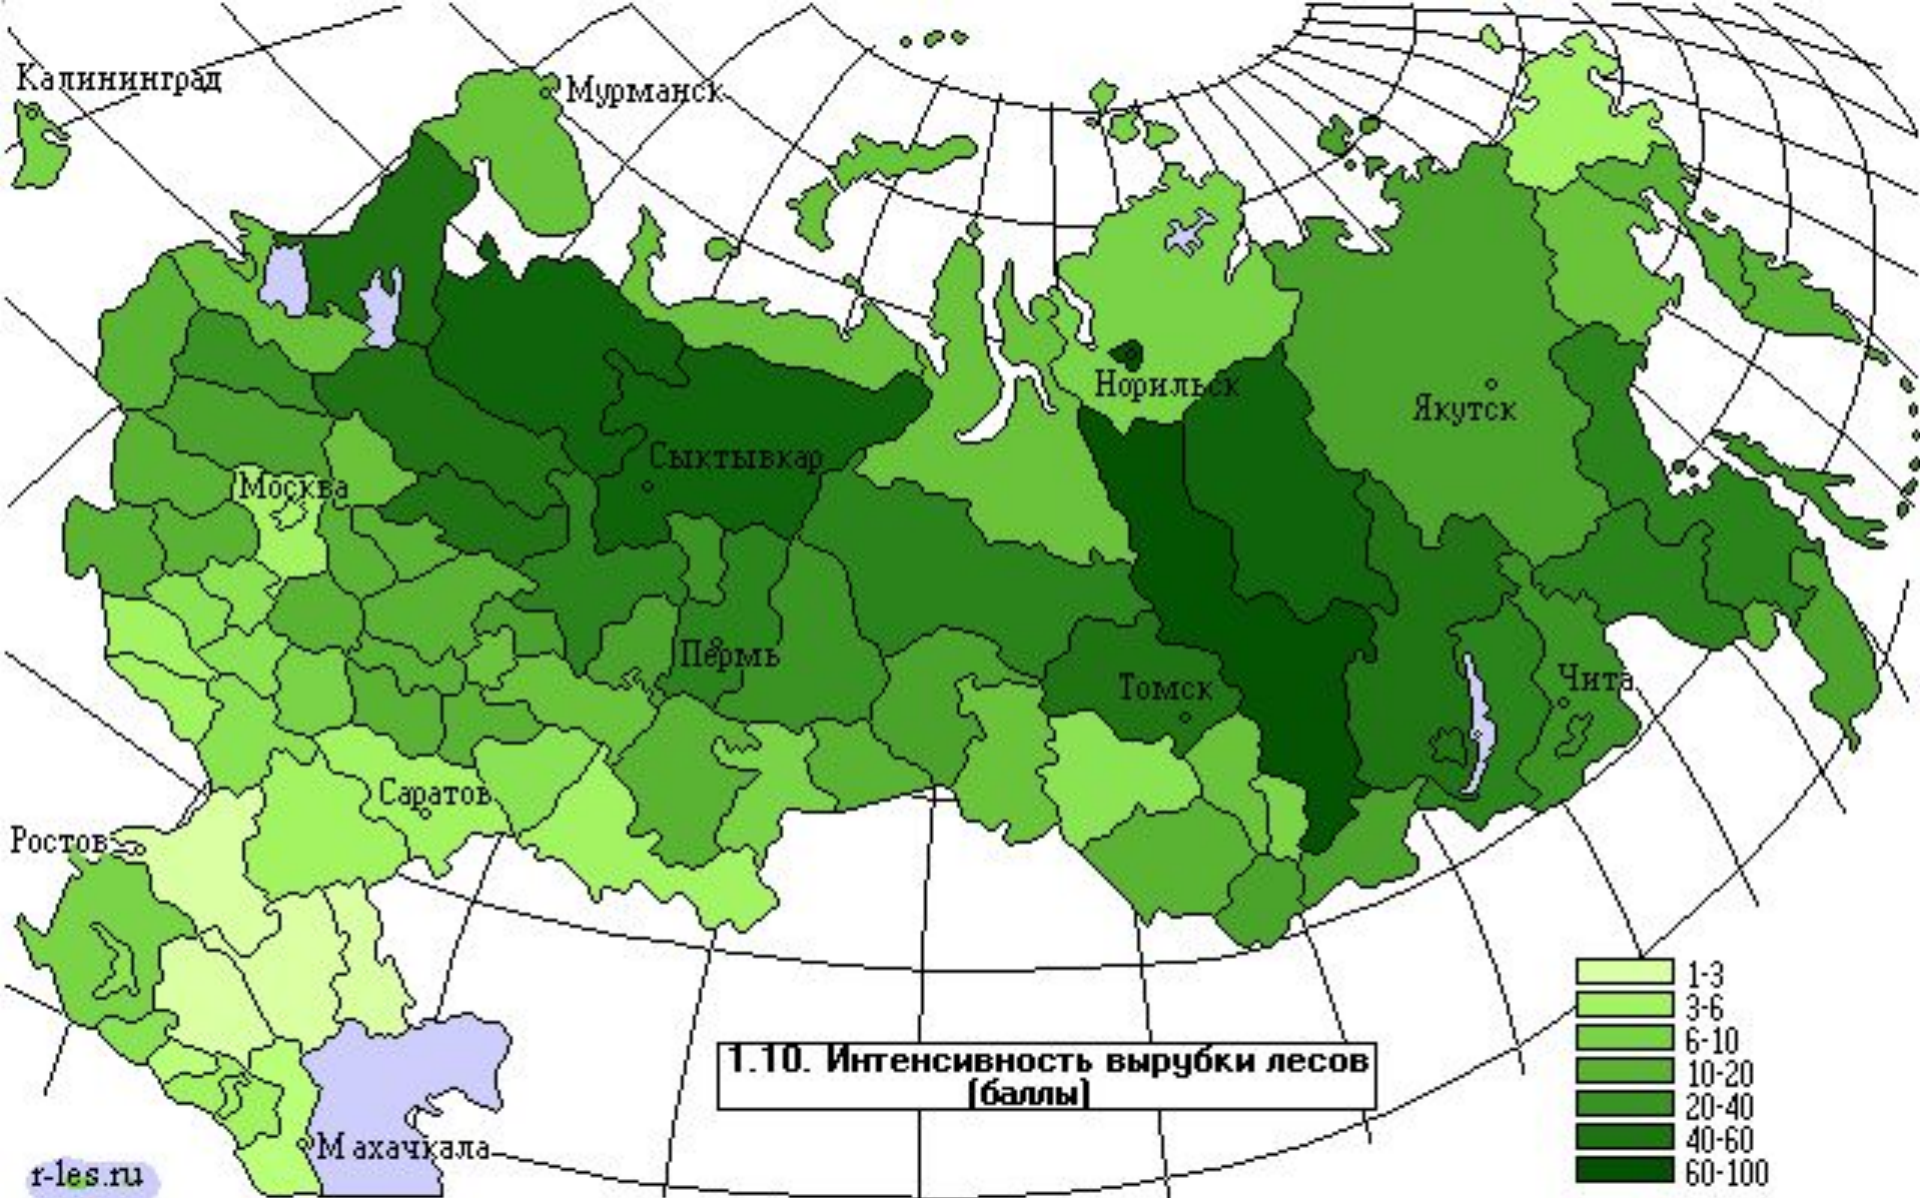 Калининград
Мурманск
Норильск
Якутск
Сыктывкар
Москва
Пермь
Томск
Чита
Саратов
Ростов
1-3
3-6
6-10
10-20
20-40
40-60
60-100
1.10. Интенсивность вырубки лесов
(баллы)
Махачкала
r-les.ru